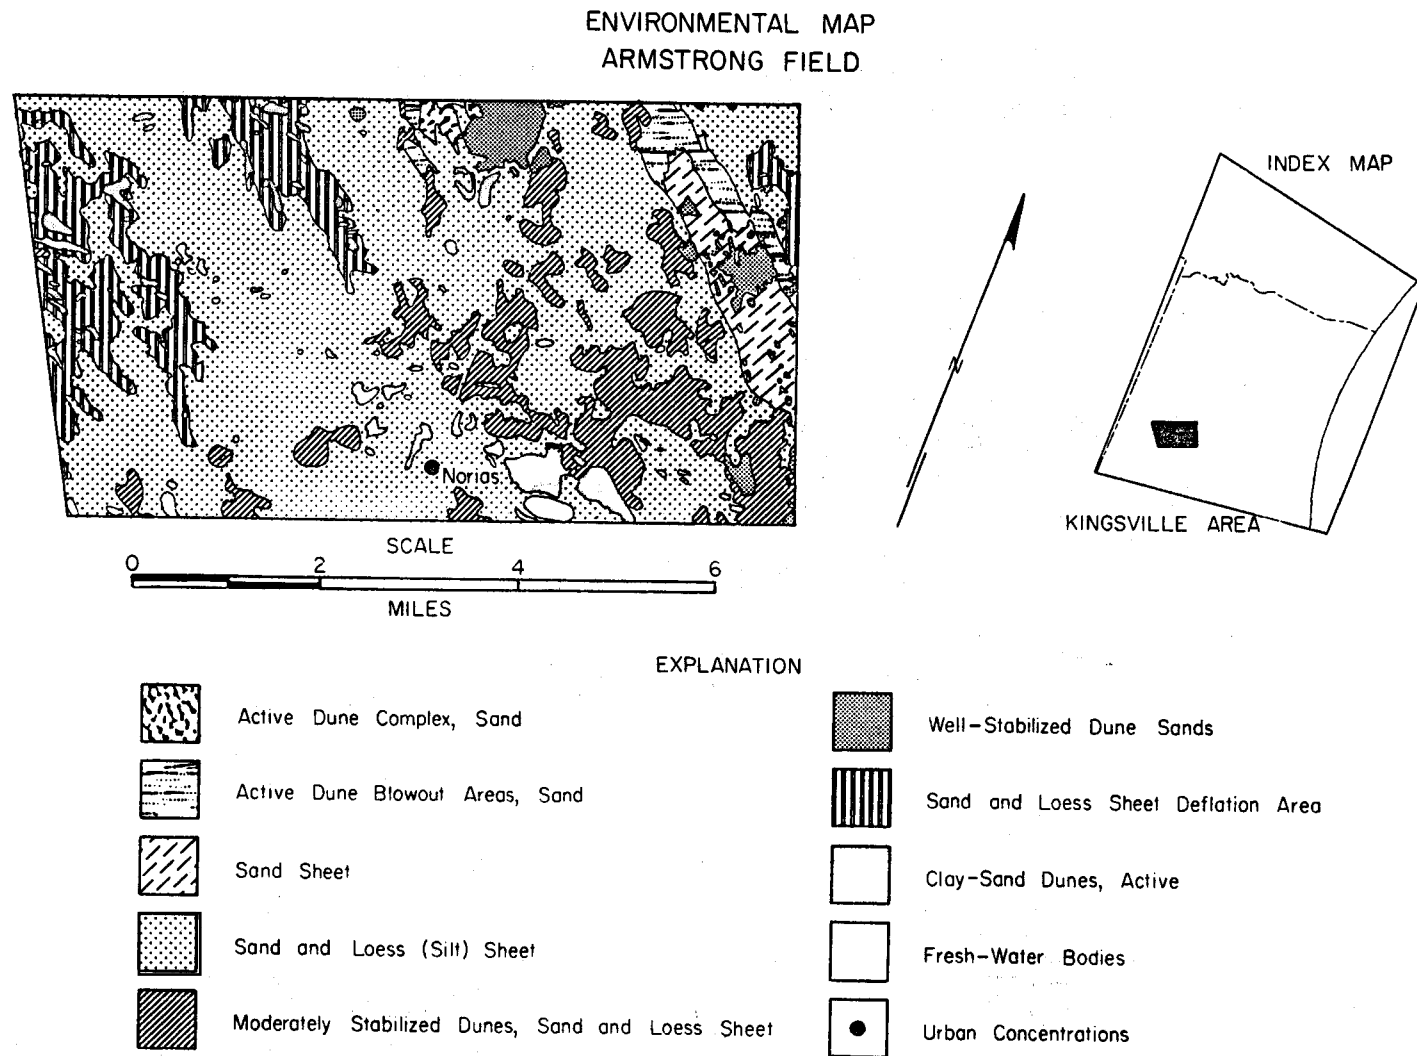 ENVIRONMENTAL MAP
ARMSTRONG FIELD
INDEX MAP
N
Norias
KINGSVILLE AREA
SCALE
0 2 4 6
MILES
EXPLANATION
Active Dune Complex, Sand
Active Dune Blowout Areas, Sand
Sand Sheet
Sand and Loess (Silt) Sheet
Moderately Stabilized Dunes, Sand and Loess Sheet
Well-Stabilized Dune Sands
Sand and Loess Sheet Deflation Area
Clay-Sand Dunes, Active
Fresh-Water Bodies
Urban Concentrations